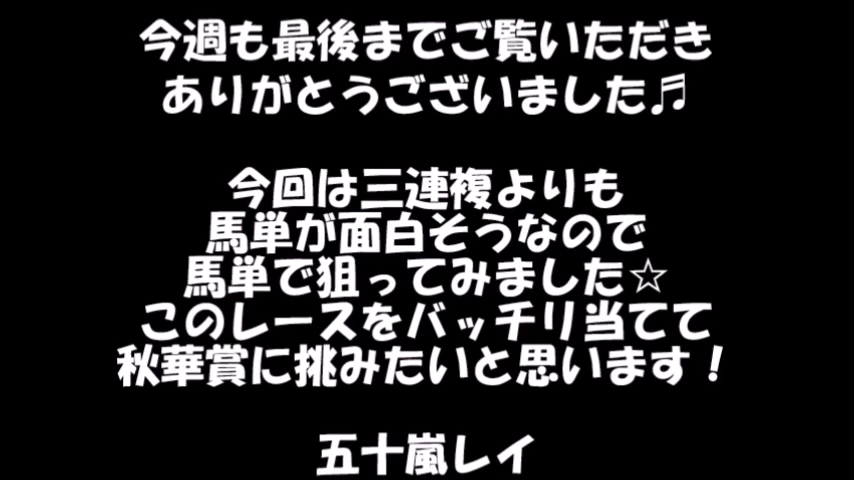 今週も最後までご覧いただき
ありがとうございました♬
今回は三連複よりも
馬単が面白そうなので
馬単で狙ってみました☆
このレースをバッチリ当てて
秋華賞に挑みたいと思います！
五十嵐レイ